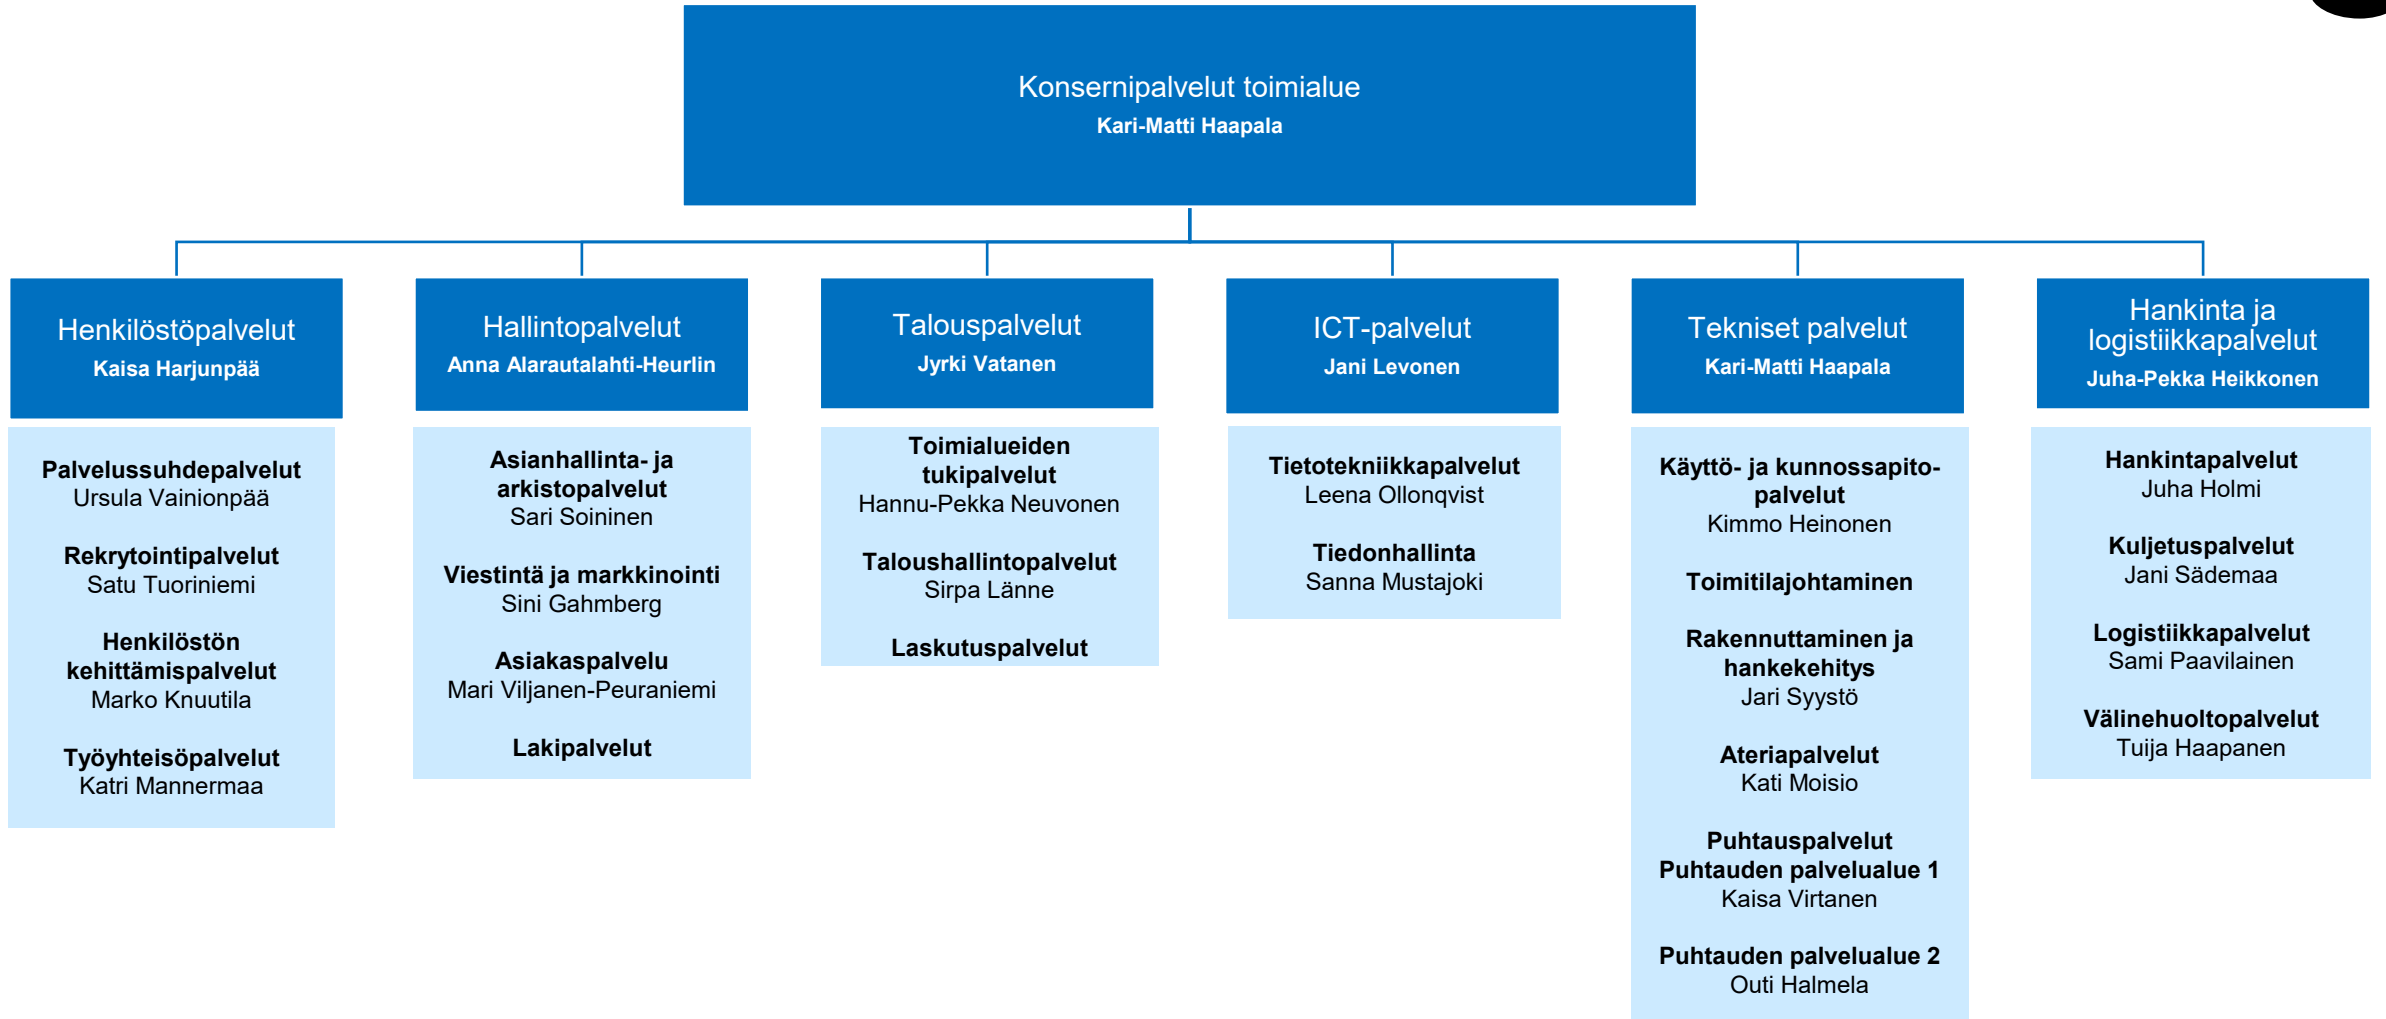 Konsernipalvelut toimialue
Kari-Matti Haapala
Henkilöstöpalvelut
Kaisa Harjunpää
Palvelussuhdepalvelut
Ursula Vainionpää
Rekrytointipalvelut
Satu Tuoriniemi
Henkilöstön
kehittämispalvelut
Marko Knuutila
Työyhteisöpalvelut
Katri Mannermaa
Hallintopalvelut
Anna Alarautalahti-Heurlin
Asianhallinta- ja
arkistopalvelut
Sari Soininen
Viestintä ja markkinointi
Sini Gahmberg
Asiakaspalvelu
Mari Viljanen-Peuraniemi
Lakipalvelut
Talouspalvelut
Jyrki Vatanen
Toimialueiden
tukipalvelut
Hannu-Pekka Neuvonen
Taloushallintopalvelut
Sirpa Länne
Laskutuspalvelut
ICT-palvelut
Jani Levonen
Tietotekniikkapalvelut
Leena Ollonqvist
Tiedonhallinta
Sanna Mustajoki
Tekniset palvelut
Kari-Matti Haapala
Käyttö- ja kunnossapito-
palvelut
Kimmo Heinonen
Toimitilajohtaminen
Rakennuttaminen ja
hankekehitys
Jari Syystö
Ateriapalvelut
Kati Moisio
Puhtauspalvelut
Puhtauden palvelualue 1
Kaisa Virtanen
Puhtauden palvelualue 2
Outi Halmela
Hankinta ja
logistiikkapalvelut
Juha-Pekka Heikkonen
Hankintapalvelut
Juha Holmi
Kuljetuspalvelut
Jani Sädemaa
Logistiikkapalvelut
Sami Paavilainen
Välinehuoltopalvelut
Tuija Haapanen